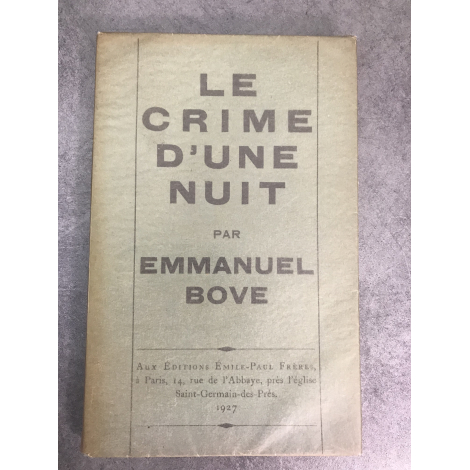 LE
CRIME
D'UNE
NUIT
PAR
EMMANUEL
BOVE
AUX ÉDITIONS ÉMILE-PAUL FRÈRES,
à Paris, 14, rue de l'Abbaye, près l'église
Saint-Germain-des-Prés.
1927